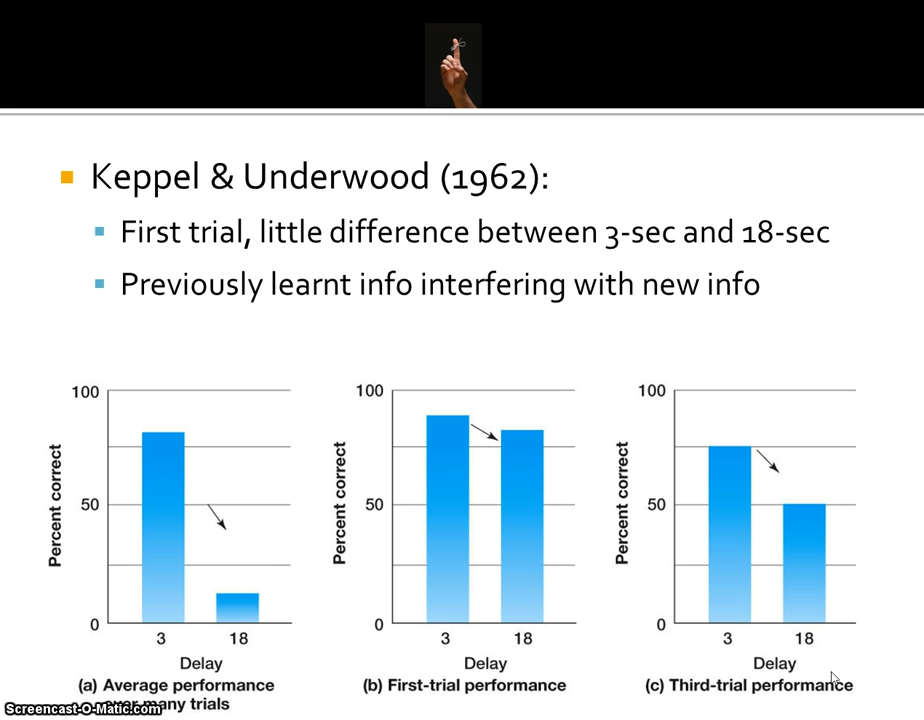 Keppel & Underwood (1962):
First trial, little difference between 3-sec and 18-sec
Previously learnt info interfering with new info
100
50
0
Percent correct
3 18
Delay
(a) Average performance
over many trials
100
50
0
Percent correct
3 18
Delay
(b) First-trial performance
100
50
0
Percent correct
3 18
Delay
(c) Third-trial performance
Screencast-O-Matic.com